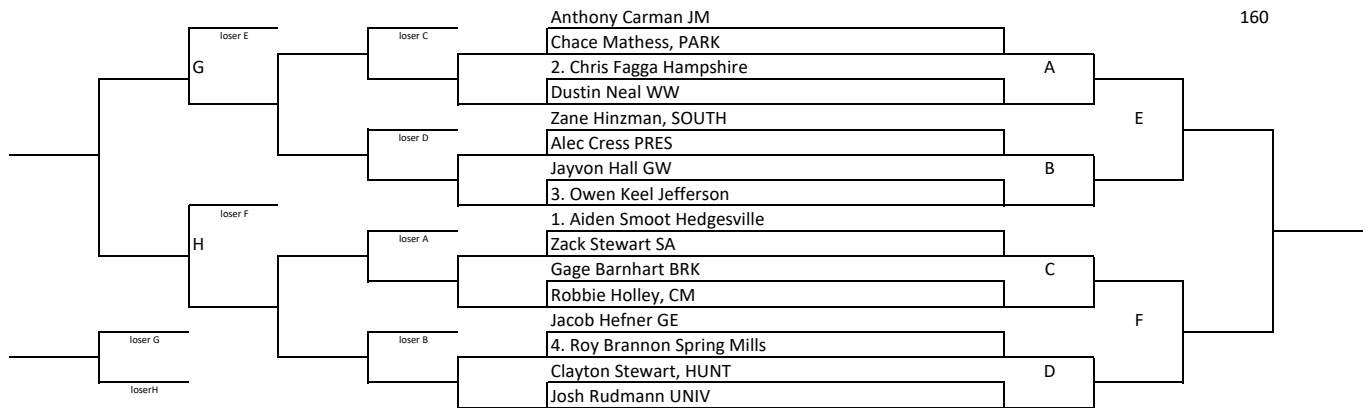 Anthony Carman JM
160
loser E
loser C
Chace Mathess, PARK
G
2. Chris Fagga Hampshire
A
Dustin Neal WW
Zane Hinzman, SOUTH
E
loser D
Alec Cress PRES
Jayvon Hall GW
B
3. Owen Keel Jefferson
loser F
1. Aiden Smoot Hedgesville
loser A
Zack Stewart SA
H
Gage Barnhart BRK
C
Robbie Holley, CM
Jacob Hefner GE
F
loser G
loser B
4. Roy Brannon Spring Mills
Clayton Stewart, HUNT
D
loserH
Josh Rudmann UNIV